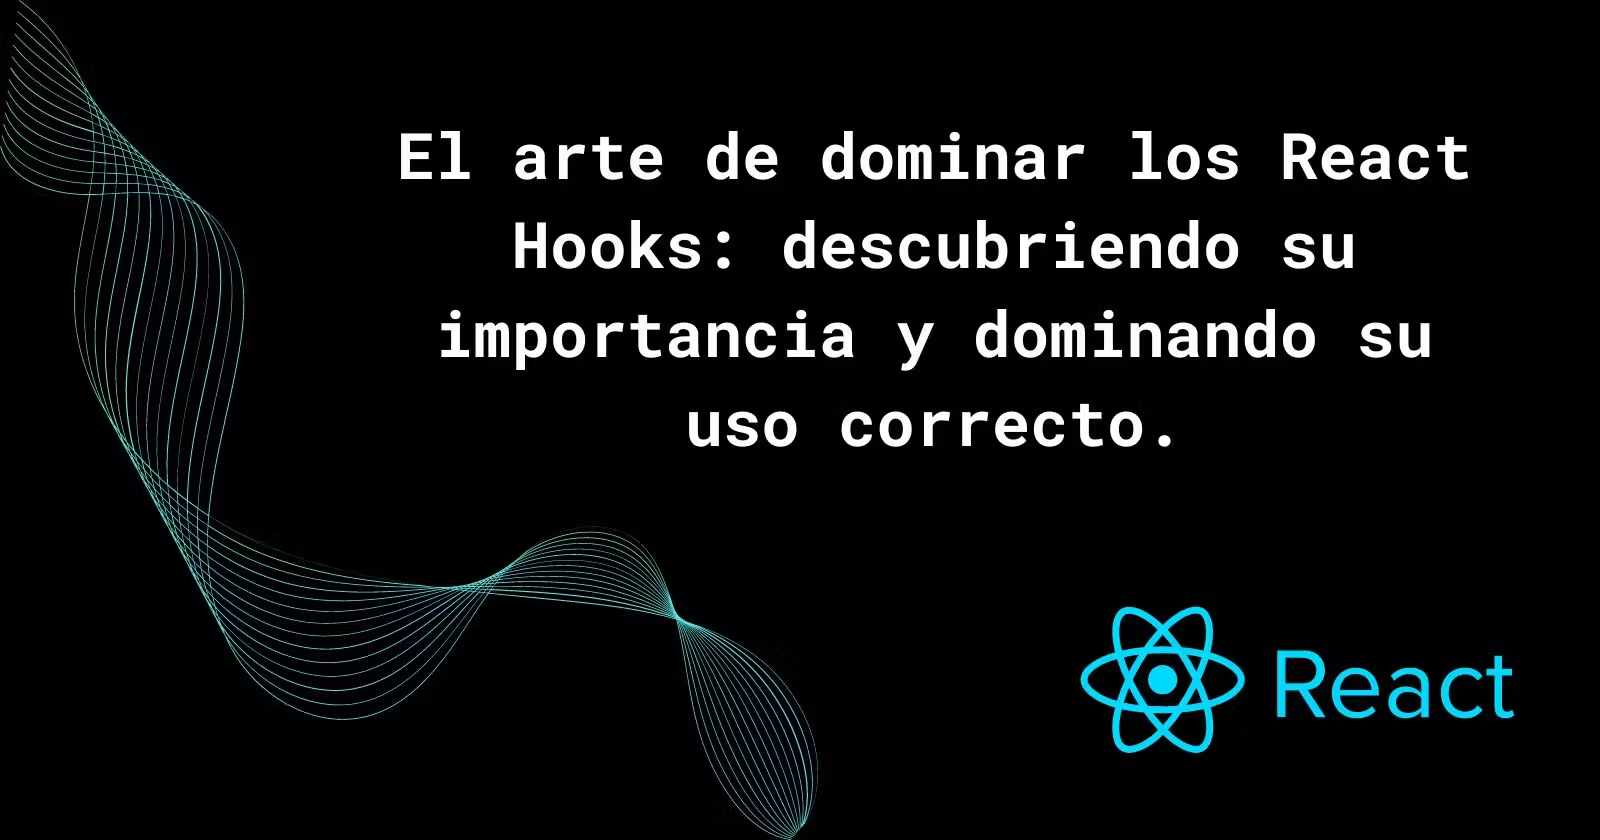 El arte de dominar los React
Hooks: descubriendo su
importancia y dominando su
uso correcto.
React